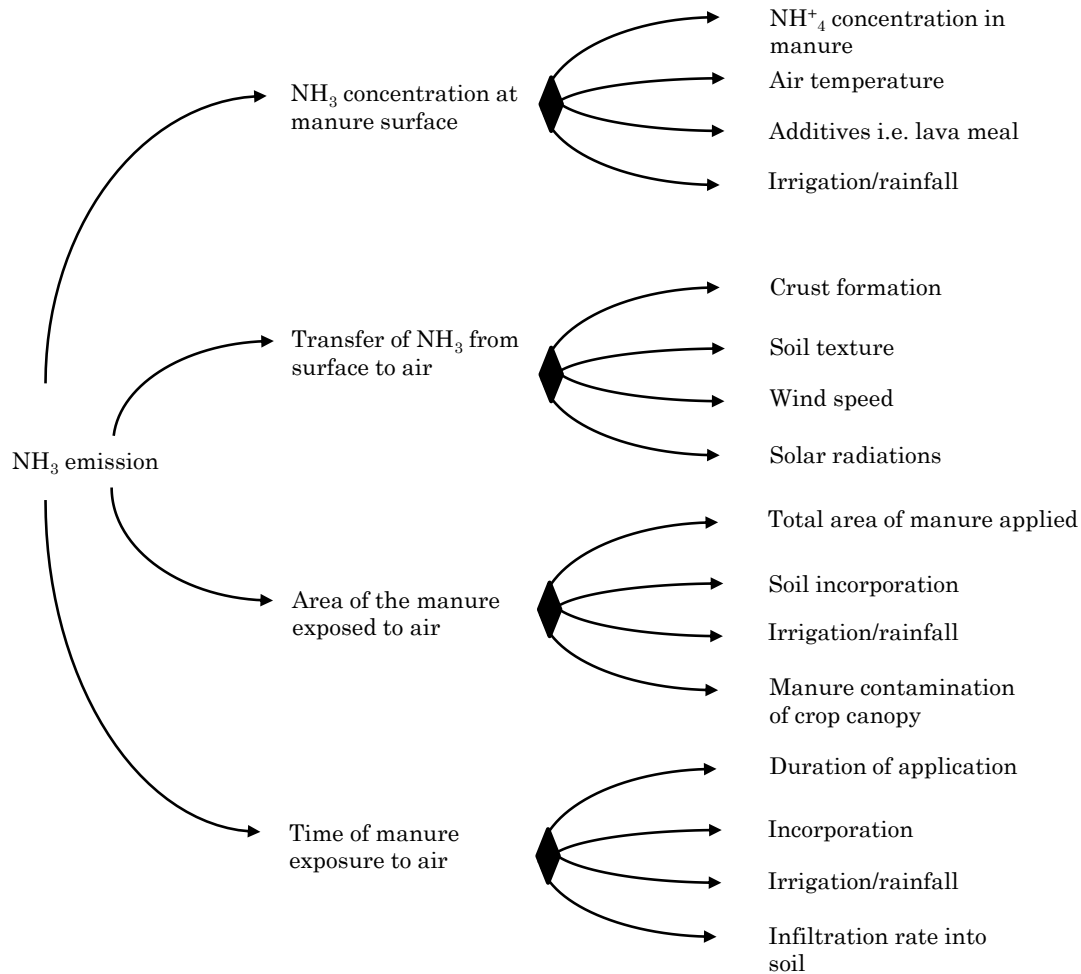 NH⁺₄ concentration in
manure
NH₃ concentration at
manure surface
Air temperature
Additives i.e. lava meal
Irrigation/rainfall
Transfer of NH₃ from
surface to air
Crust formation
Soil texture
Wind speed
Solar radiations
NH₃ emission
Area of the manure
exposed to air
Total area of manure applied
Soil incorporation
Irrigation/rainfall
Manure contamination
of crop canopy
Time of manure
exposure to air
Duration of application
Incorporation
Irrigation/rainfall
Infiltration rate into
soil